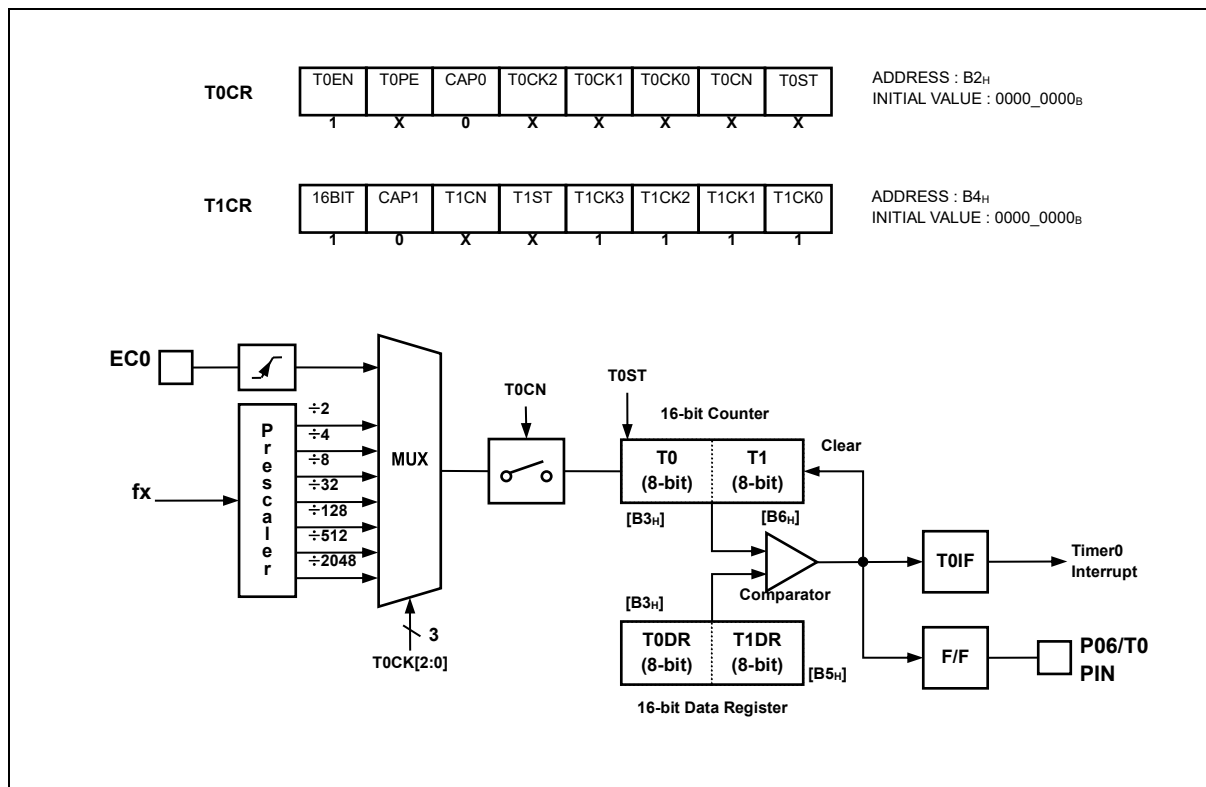 T0CR T0EN T0PE CAP0 T0CK2 T0CK1 T0CK0 T0CN T0ST ADDRESS : B2H
INITIAL VALUE : 0000_0000B
1 X 0 X X X X X
T1CR 16BIT CAP1 T1CN T1ST T1CK3 T1CK2 T1CK1 T1CK0 ADDRESS : B4H
INITIAL VALUE : 0000_0000B
1 0 X X 1 1 1 1
EC0
fx
Prescaler
÷2
÷4
÷8
÷32
÷128
÷512
÷2048
MUX
3
T0CK[2:0]
T0CN
T0ST
16-bit Counter
Clear
T0 T1
(8-bit) (8-bit)
[B3H] [B6H]
Comparator
[B3H]
T0DR T1DR
(8-bit) (8-bit)
[B5H]
16-bit Data Register
T0IF
Timer0
Interrupt
F/F
P06/T0
PIN